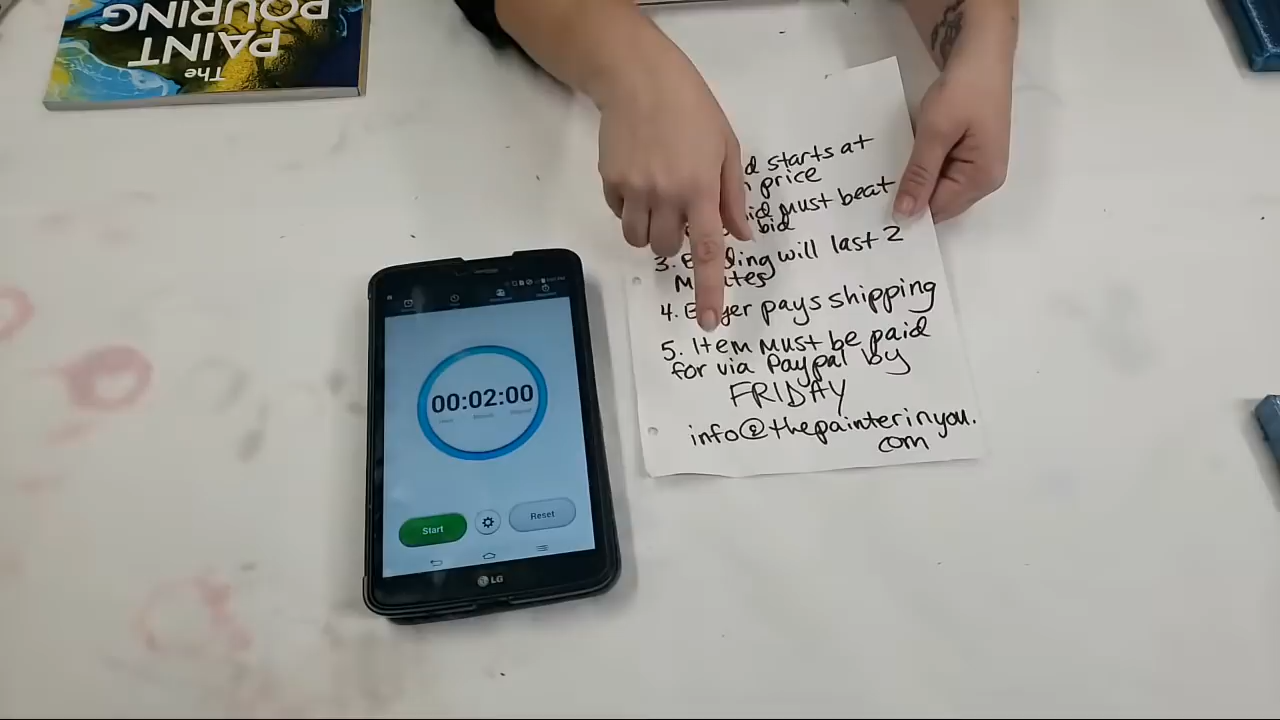 The
PAINT
POURING
starts at
price
must beat
bid
3. will last 2
4. pays shipping
5. Item must be paid
for via Paypal by
FRIDAY
info@thepainterinyou.
com
00:02:00
Start
Reset
LG